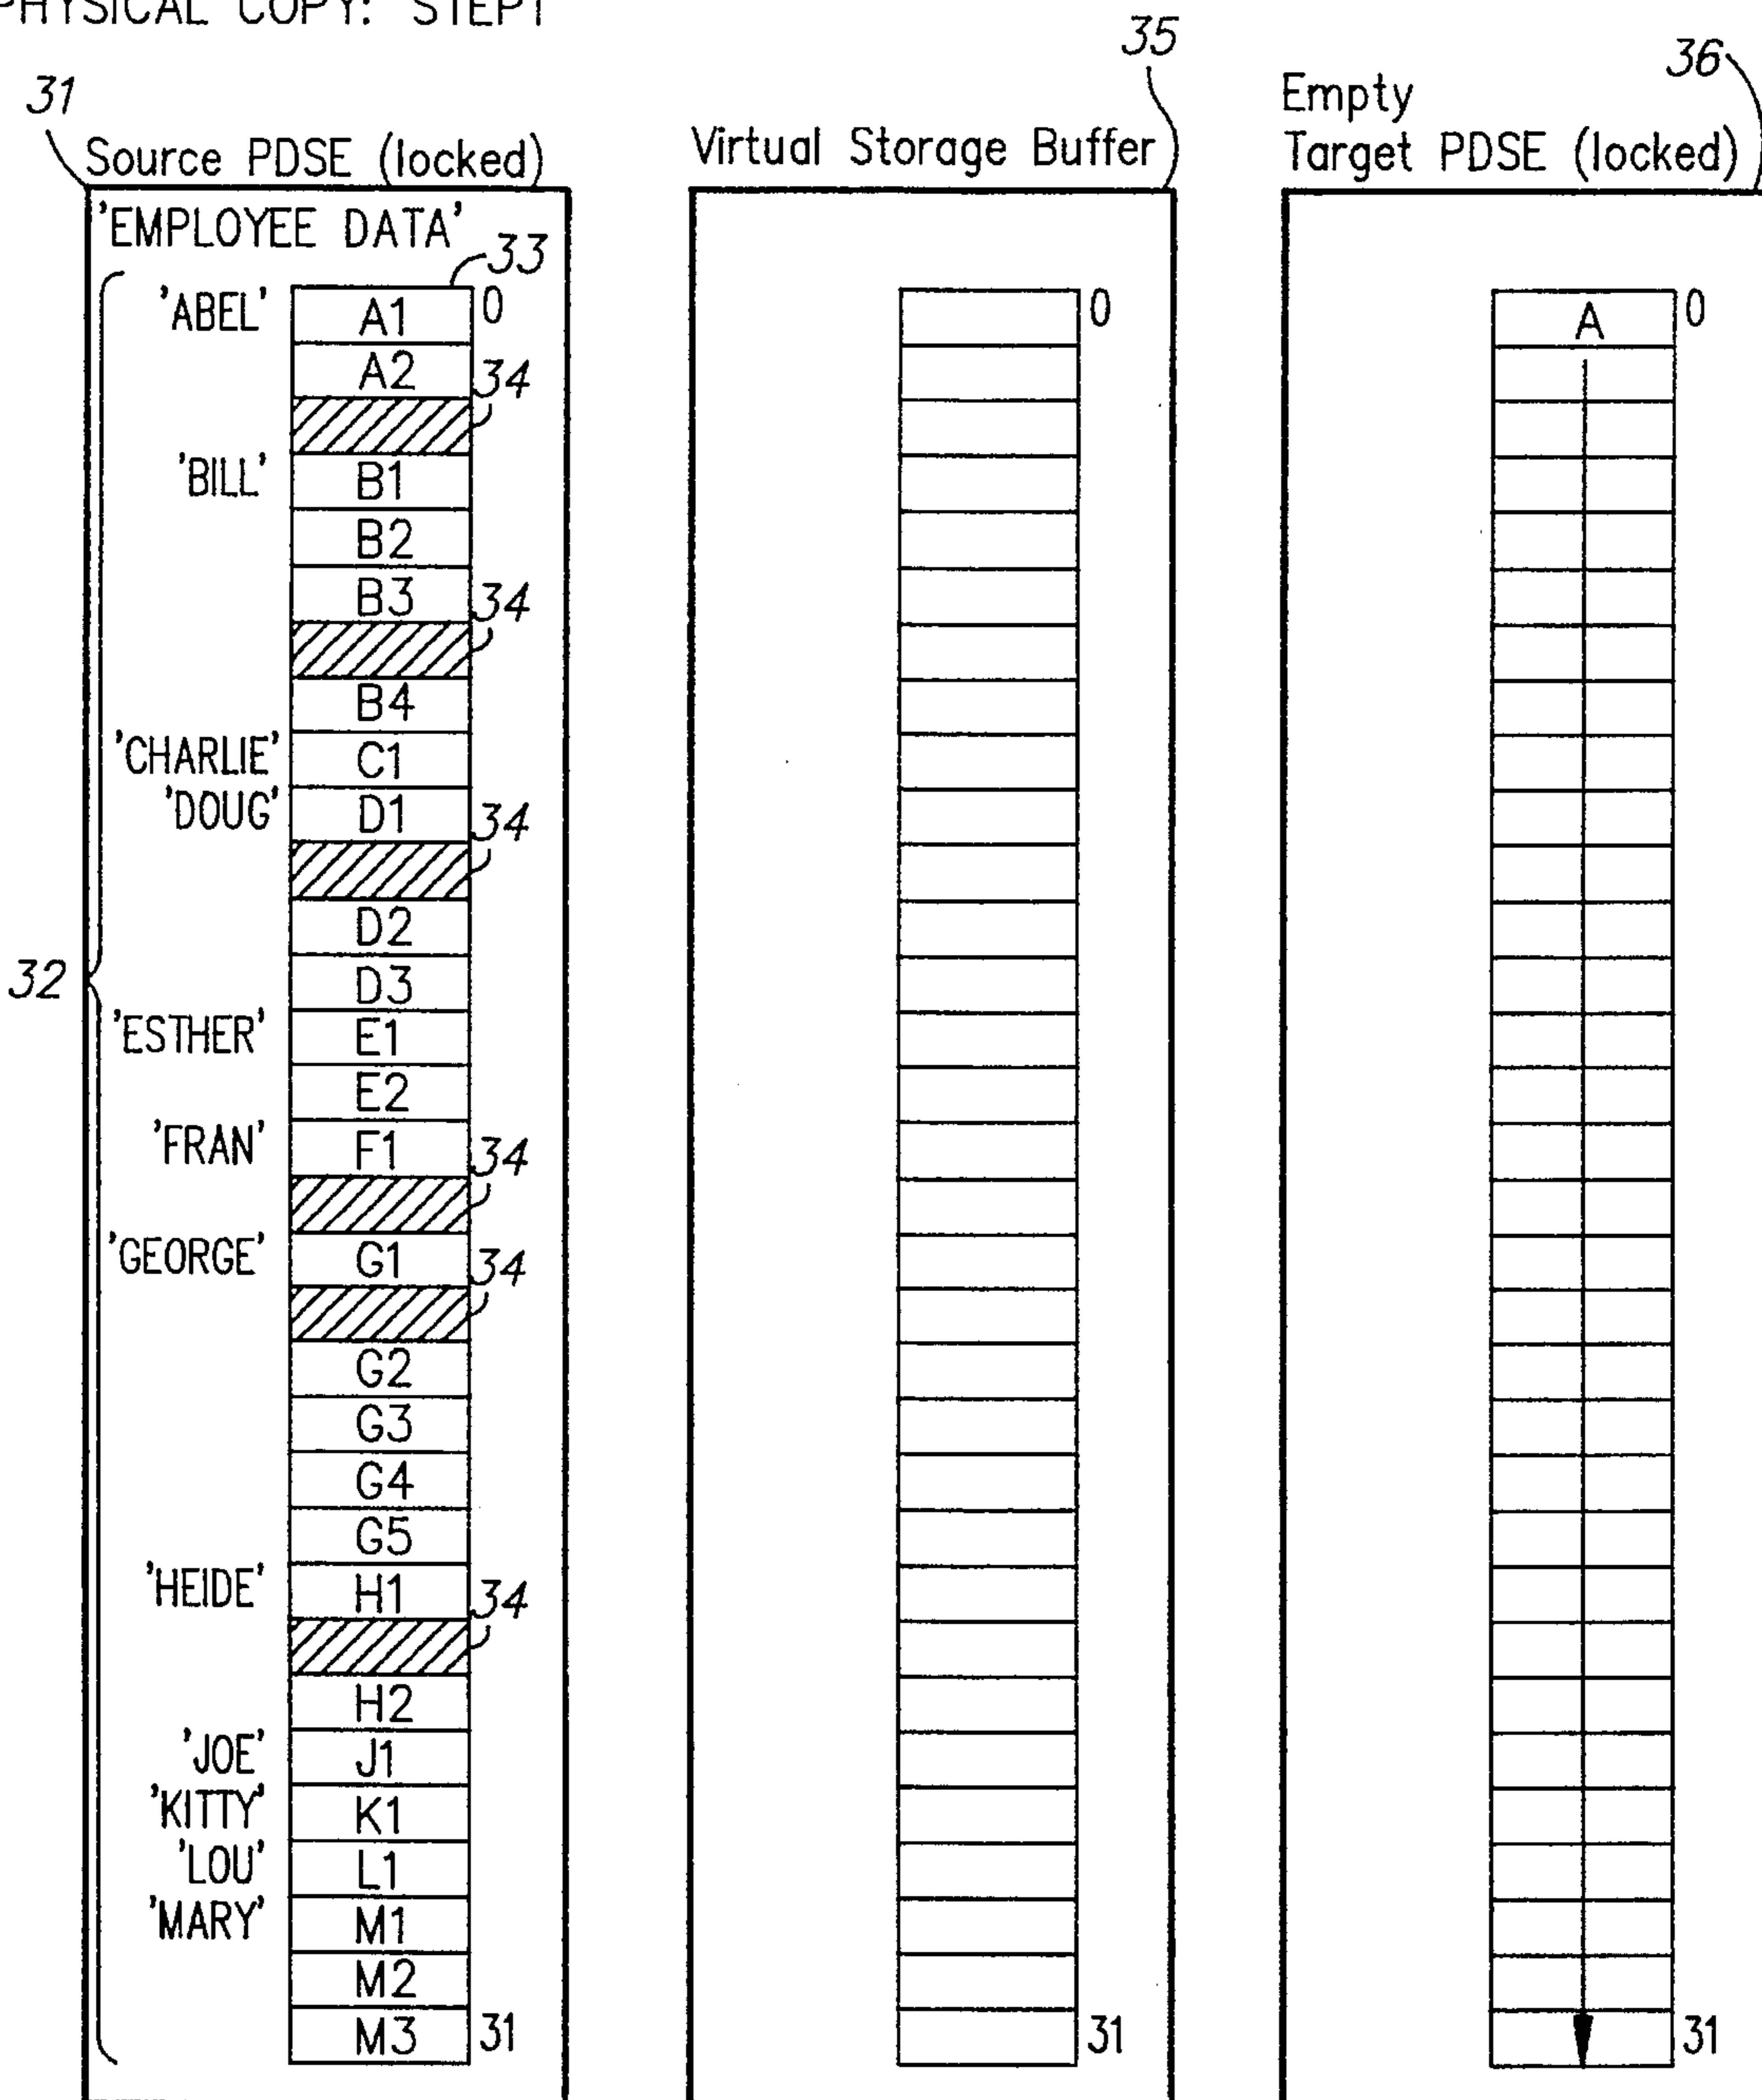 PHYSICAL COPY: STEP1
31
Source PDSE (locked)
'EMPLOYEE DATA'
33
'ABEL' A1 0
A2 34
'BILL' B1
B2
B3 34
B4
'CHARLIE' C1
'DOUG' D1 34
D2
32 D3
'ESTHER' E1
E2
'FRAN' F1 34
'GEORGE' G1 34
G2
G3
G4
G5
'HEIDE' H1 34
H2
'JOE' J1
'KITTY' K1
'LOU' L1
'MARY' M1
M2
M3 31
35
Virtual Storage Buffer
0
31
36
Empty
Target PDSE (locked)
A 0
31